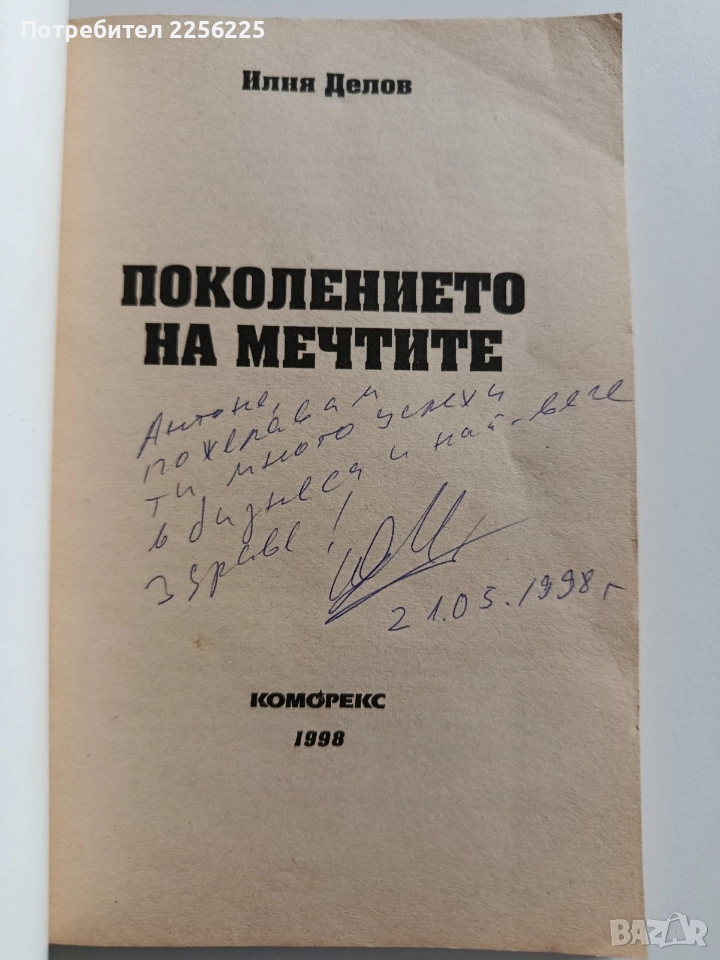 Потребител 2256225
Илия Делов
ПОКОЛЕНИЕТО
НА МЕЧТИТЕ
Антоне,
пожелавам
ти много успехи
в бизнеса и най-вече
здраве!
21.05.1998 г
КОМОРЕКС
1998
BAZAR